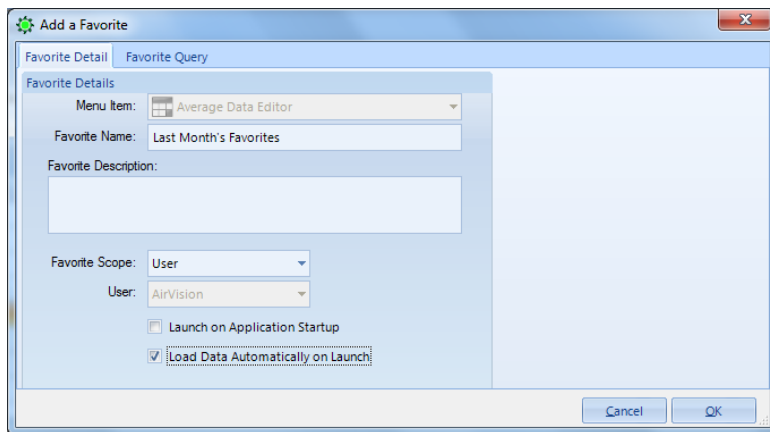 Add a Favorite
Favorite Detail Favorite Query
Favorite Details
Menu Item: Average Data Editor
Favorite Name: Last Month's Favorites
Favorite Description:
Favorite Scope: User
User: AirVision
Launch on Application Startup
Load Data Automatically on Launch
Cancel OK